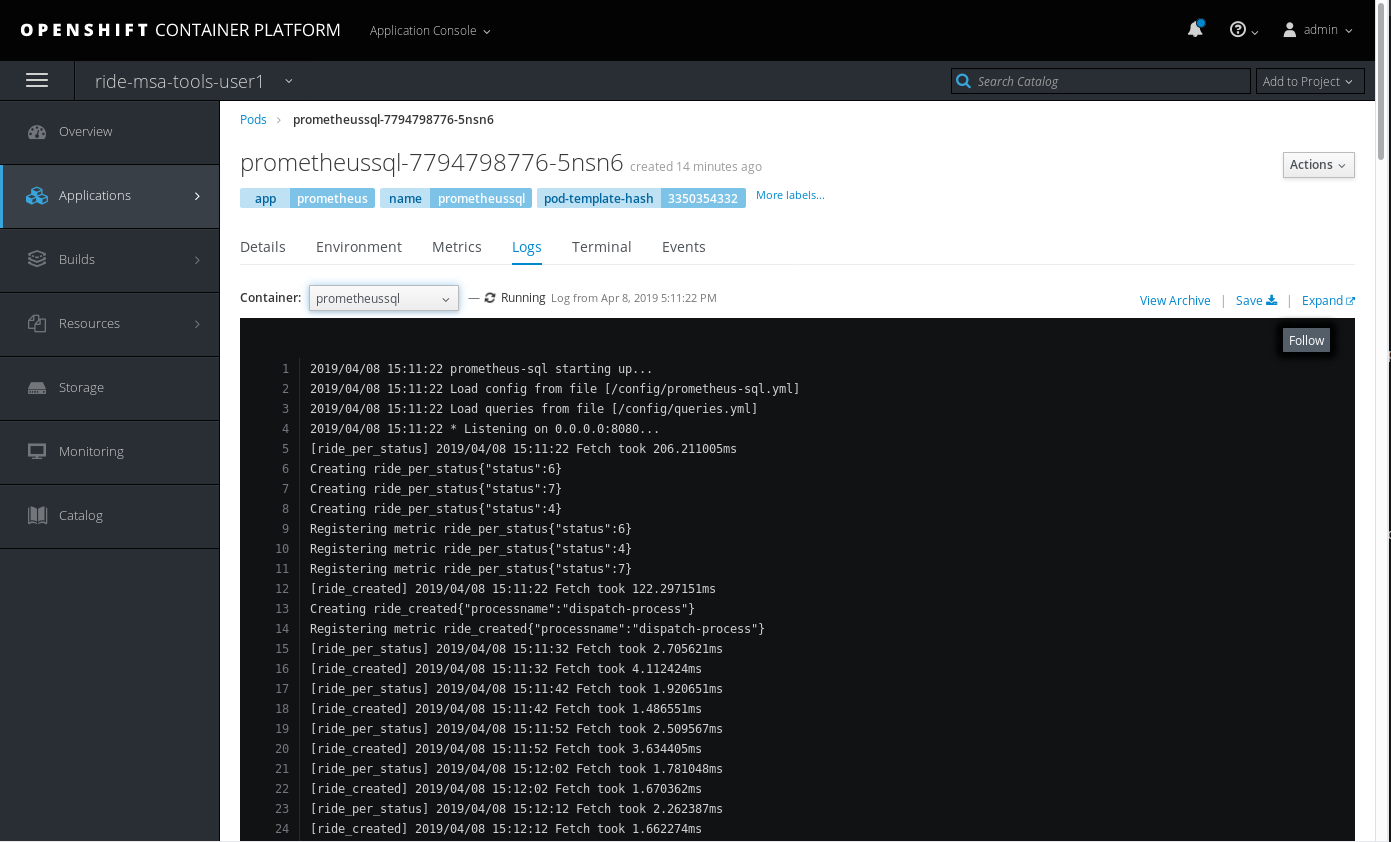 OPENSHIFT CONTAINER PLATFORM Application Console admin
ride-msa-tools-user1 Search Catalog Add to Project
Overview
Applications
Builds
Resources
Storage
Monitoring
Catalog
Pods prometheussql-7794798776-5nsn6
prometheussql-7794798776-5nsn6 created 14 minutes ago Actions
app prometheus name prometheussql pod-template-hash 3350354332 More labels...
Details Environment Metrics Logs Terminal Events
Container: prometheussql — Running Log from Apr 8, 2019 5:11:22 PM View Archive | Save | Expand
Follow
1 2019/04/08 15:11:22 prometheus-sql starting up...
2 2019/04/08 15:11:22 Load config from file [/config/prometheus-sql.yml]
3 2019/04/08 15:11:22 Load queries from file [/config/queries.yml]
4 2019/04/08 15:11:22 * Listening on 0.0.0.0:8080...
5 [ride_per_status] 2019/04/08 15:11:22 Fetch took 206.211005ms
6 Creating ride_per_status{"status":6}
7 Creating ride_per_status{"status":7}
8 Creating ride_per_status{"status":4}
9 Registering metric ride_per_status{"status":6}
10 Registering metric ride_per_status{"status":4}
11 Registering metric ride_per_status{"status":7}
12 [ride_created] 2019/04/08 15:11:22 Fetch took 122.297151ms
13 Creating ride_created{"processname":"dispatch-process"}
14 Registering metric ride_created{"processname":"dispatch-process"}
15 [ride_per_status] 2019/04/08 15:11:32 Fetch took 2.705621ms
16 [ride_created] 2019/04/08 15:11:32 Fetch took 4.112424ms
17 [ride_per_status] 2019/04/08 15:11:42 Fetch took 1.920651ms
18 [ride_created] 2019/04/08 15:11:42 Fetch took 1.486551ms
19 [ride_per_status] 2019/04/08 15:11:52 Fetch took 2.509567ms
20 [ride_created] 2019/04/08 15:11:52 Fetch took 3.634405ms
21 [ride_per_status] 2019/04/08 15:12:02 Fetch took 1.781048ms
22 [ride_created] 2019/04/08 15:12:02 Fetch took 1.670362ms
23 [ride_per_status] 2019/04/08 15:12:12 Fetch took 2.262387ms
24 [ride_created] 2019/04/08 15:12:12 Fetch took 1.662274ms